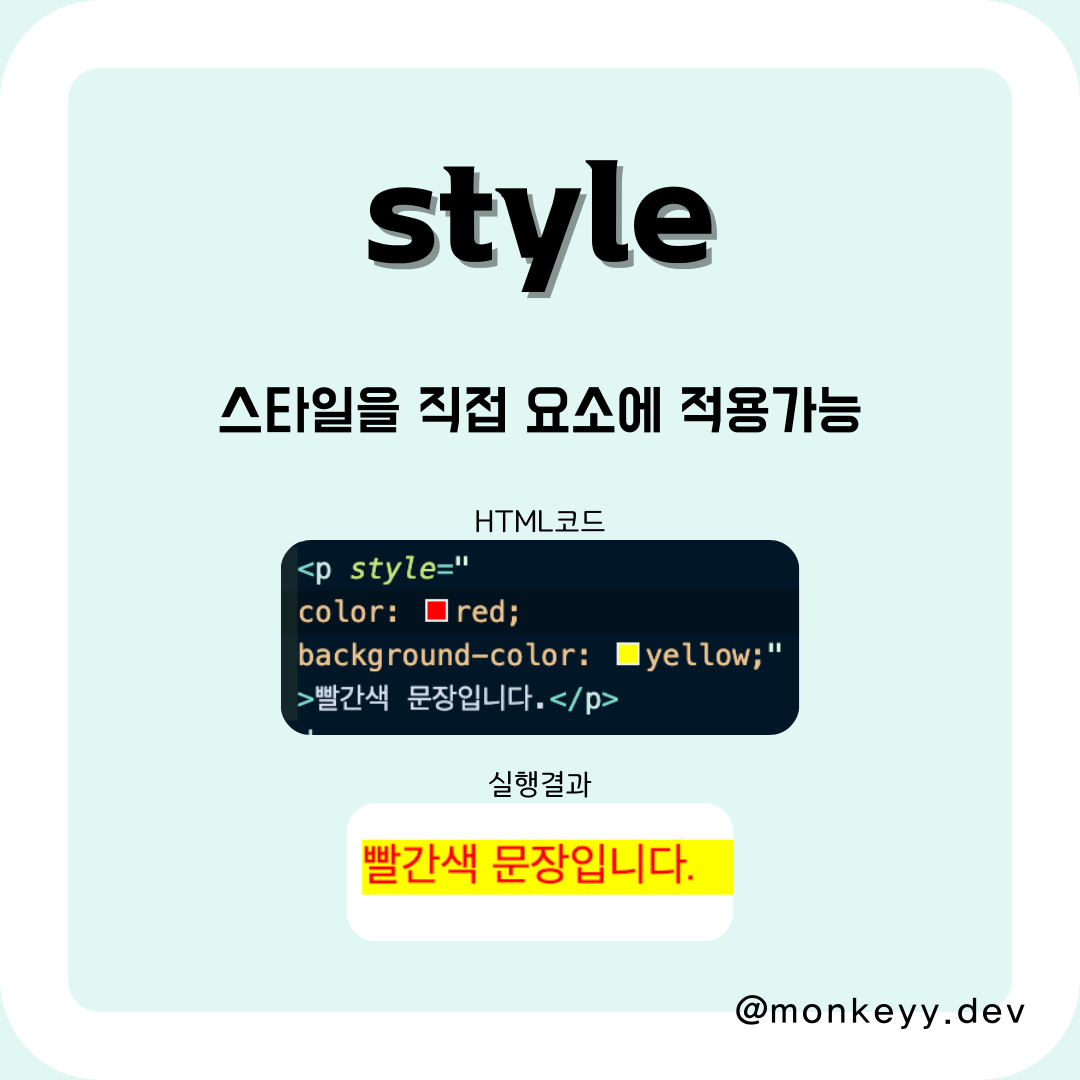 style
스타일을 직접 요소에 적용가능
HTML코드
<p style="
color: red;
background-color: yellow;"
>빨간색 문장입니다.</p>
실행결과
빨간색 문장입니다.
@monkeyy.dev